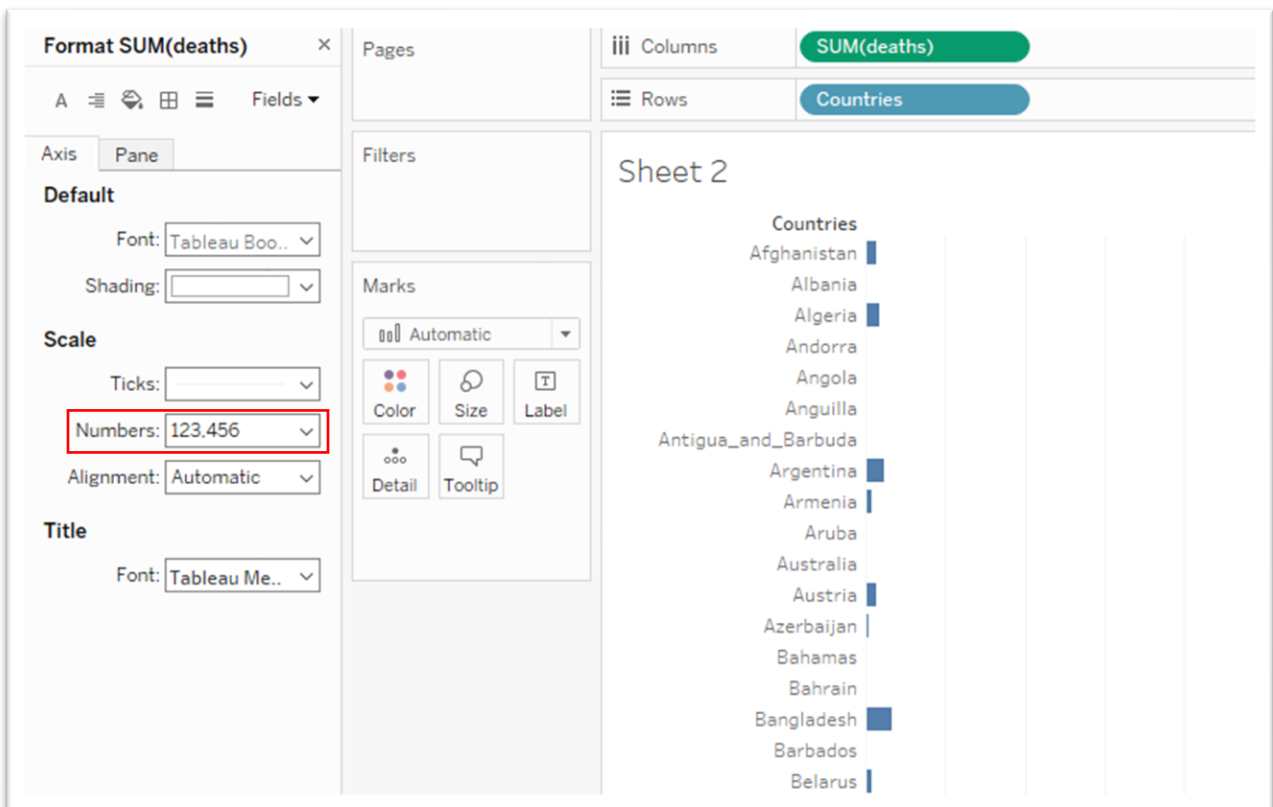 Format SUM(deaths) ×
A Fields
Axis Pane
Default
Font: Tableau Boo..
Shading:
Scale
Ticks:
Numbers: 123,456
Alignment: Automatic
Title
Font: Tableau Me..
Pages
Filters
Marks
Automatic
Color Size T Label
Detail Tooltip
Columns SUM(deaths)
Rows Countries
Sheet 2
Countries
Afghanistan
Albania
Algeria
Andorra
Angola
Anguilla
Antigua_and_Barbuda
Argentina
Armenia
Aruba
Australia
Austria
Azerbaijan
Bahamas
Bahrain
Bangladesh
Barbados
Belarus